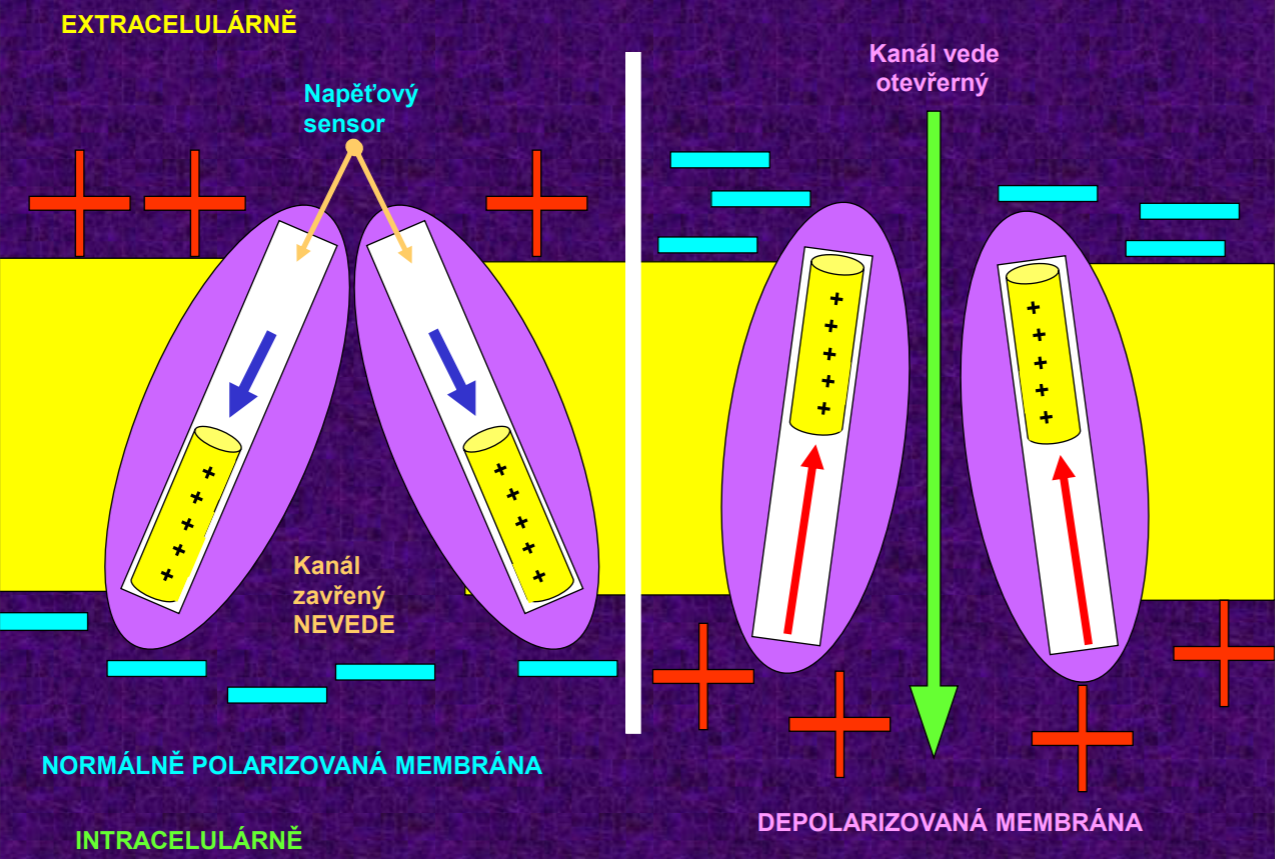 EXTRACELULÁRNĚ
Napěťový
sensor
Kanál
zavřený
NEVEDE
NORMÁLNĚ POLARIZOVANÁ MEMBRÁNA
INTRACELULÁRNĚ
Kanál vede
otevřerný
DEPOLARIZOVANÁ MEMBRÁNA